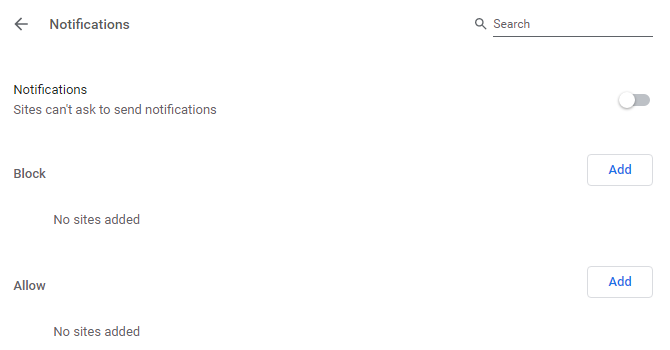 Notifications
Search
Notifications
Sites can't ask to send notifications
Block
Add
No sites added
Allow
Add
No sites added